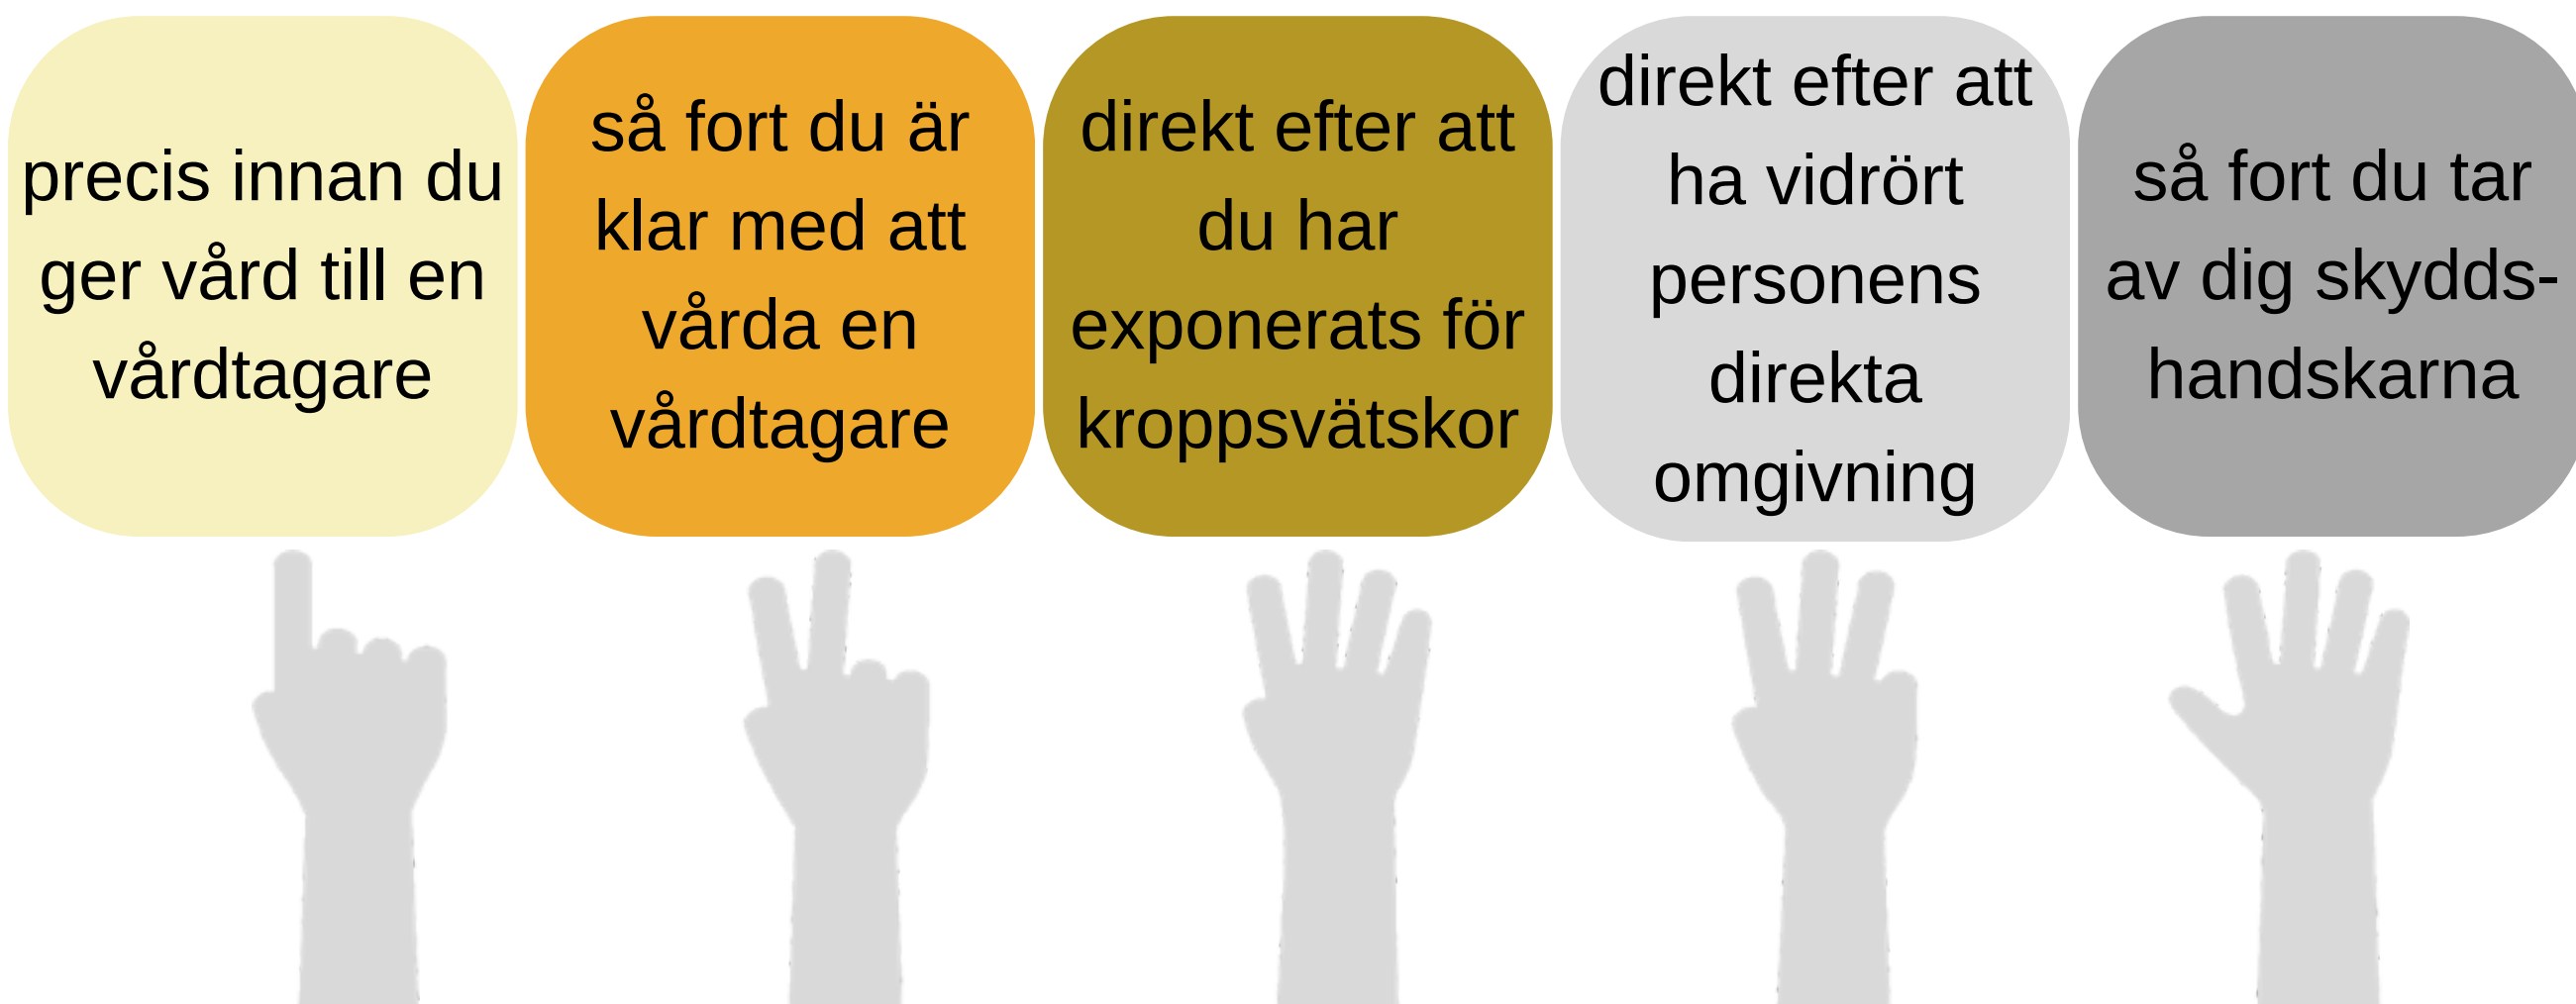 precis innan du
ger vård till en
vårdtagare
så fort du är
klar med att
vårda en
vårdtagare
direkt efter att
du har
exponerats för
kroppsvätskor
direkt efter att
ha vidrört
personens
direkta
omgivning
så fort du tar
av dig skydds-
handskarna